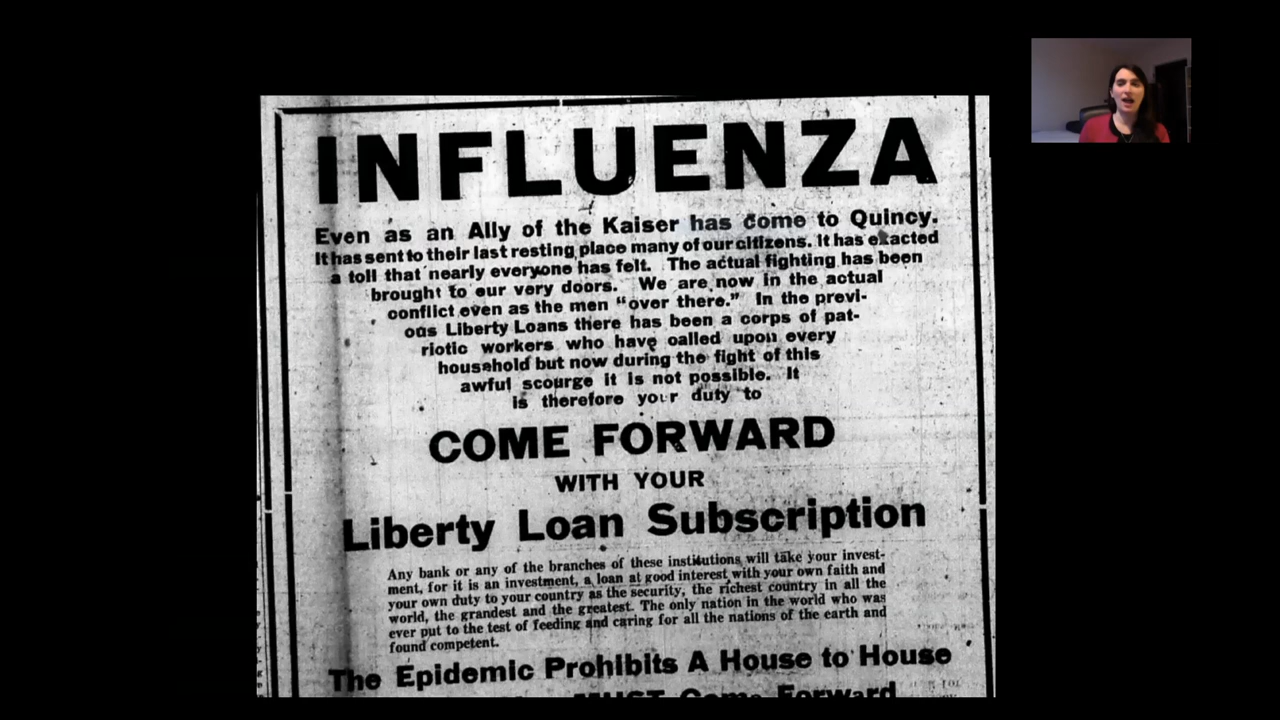 INFLUENZA
Even as an Ally of the Kaiser has come to Quincy.
It has sent to their last resting place many of our citizens. It has exacted
a toll that nearly everyone has felt. The actual fighting has been
brought to our very doors. We are now in the actual
conflict even as the men "over there." In the previ-
ous Liberty Loans there has been a corps of pat-
riotic workers who have called upon every
household but now during the fight of this
awful scourge it is not possible. It
is therefore your duty to
COME FORWARD
WITH YOUR
Liberty Loan Subscription
Any bank or any of the branches of these institutions will take your invest-
ment, for it is an investment, a loan at good interest with your own faith and
your own duty to your country as the security, the richest country in all the
world, the grandest and the greatest. The only nation in the world who was
ever put to the test of feeding and caring for all the nations of the earth and
found competent.
The Epidemic Prohibits A House to House
MUST Come Forward